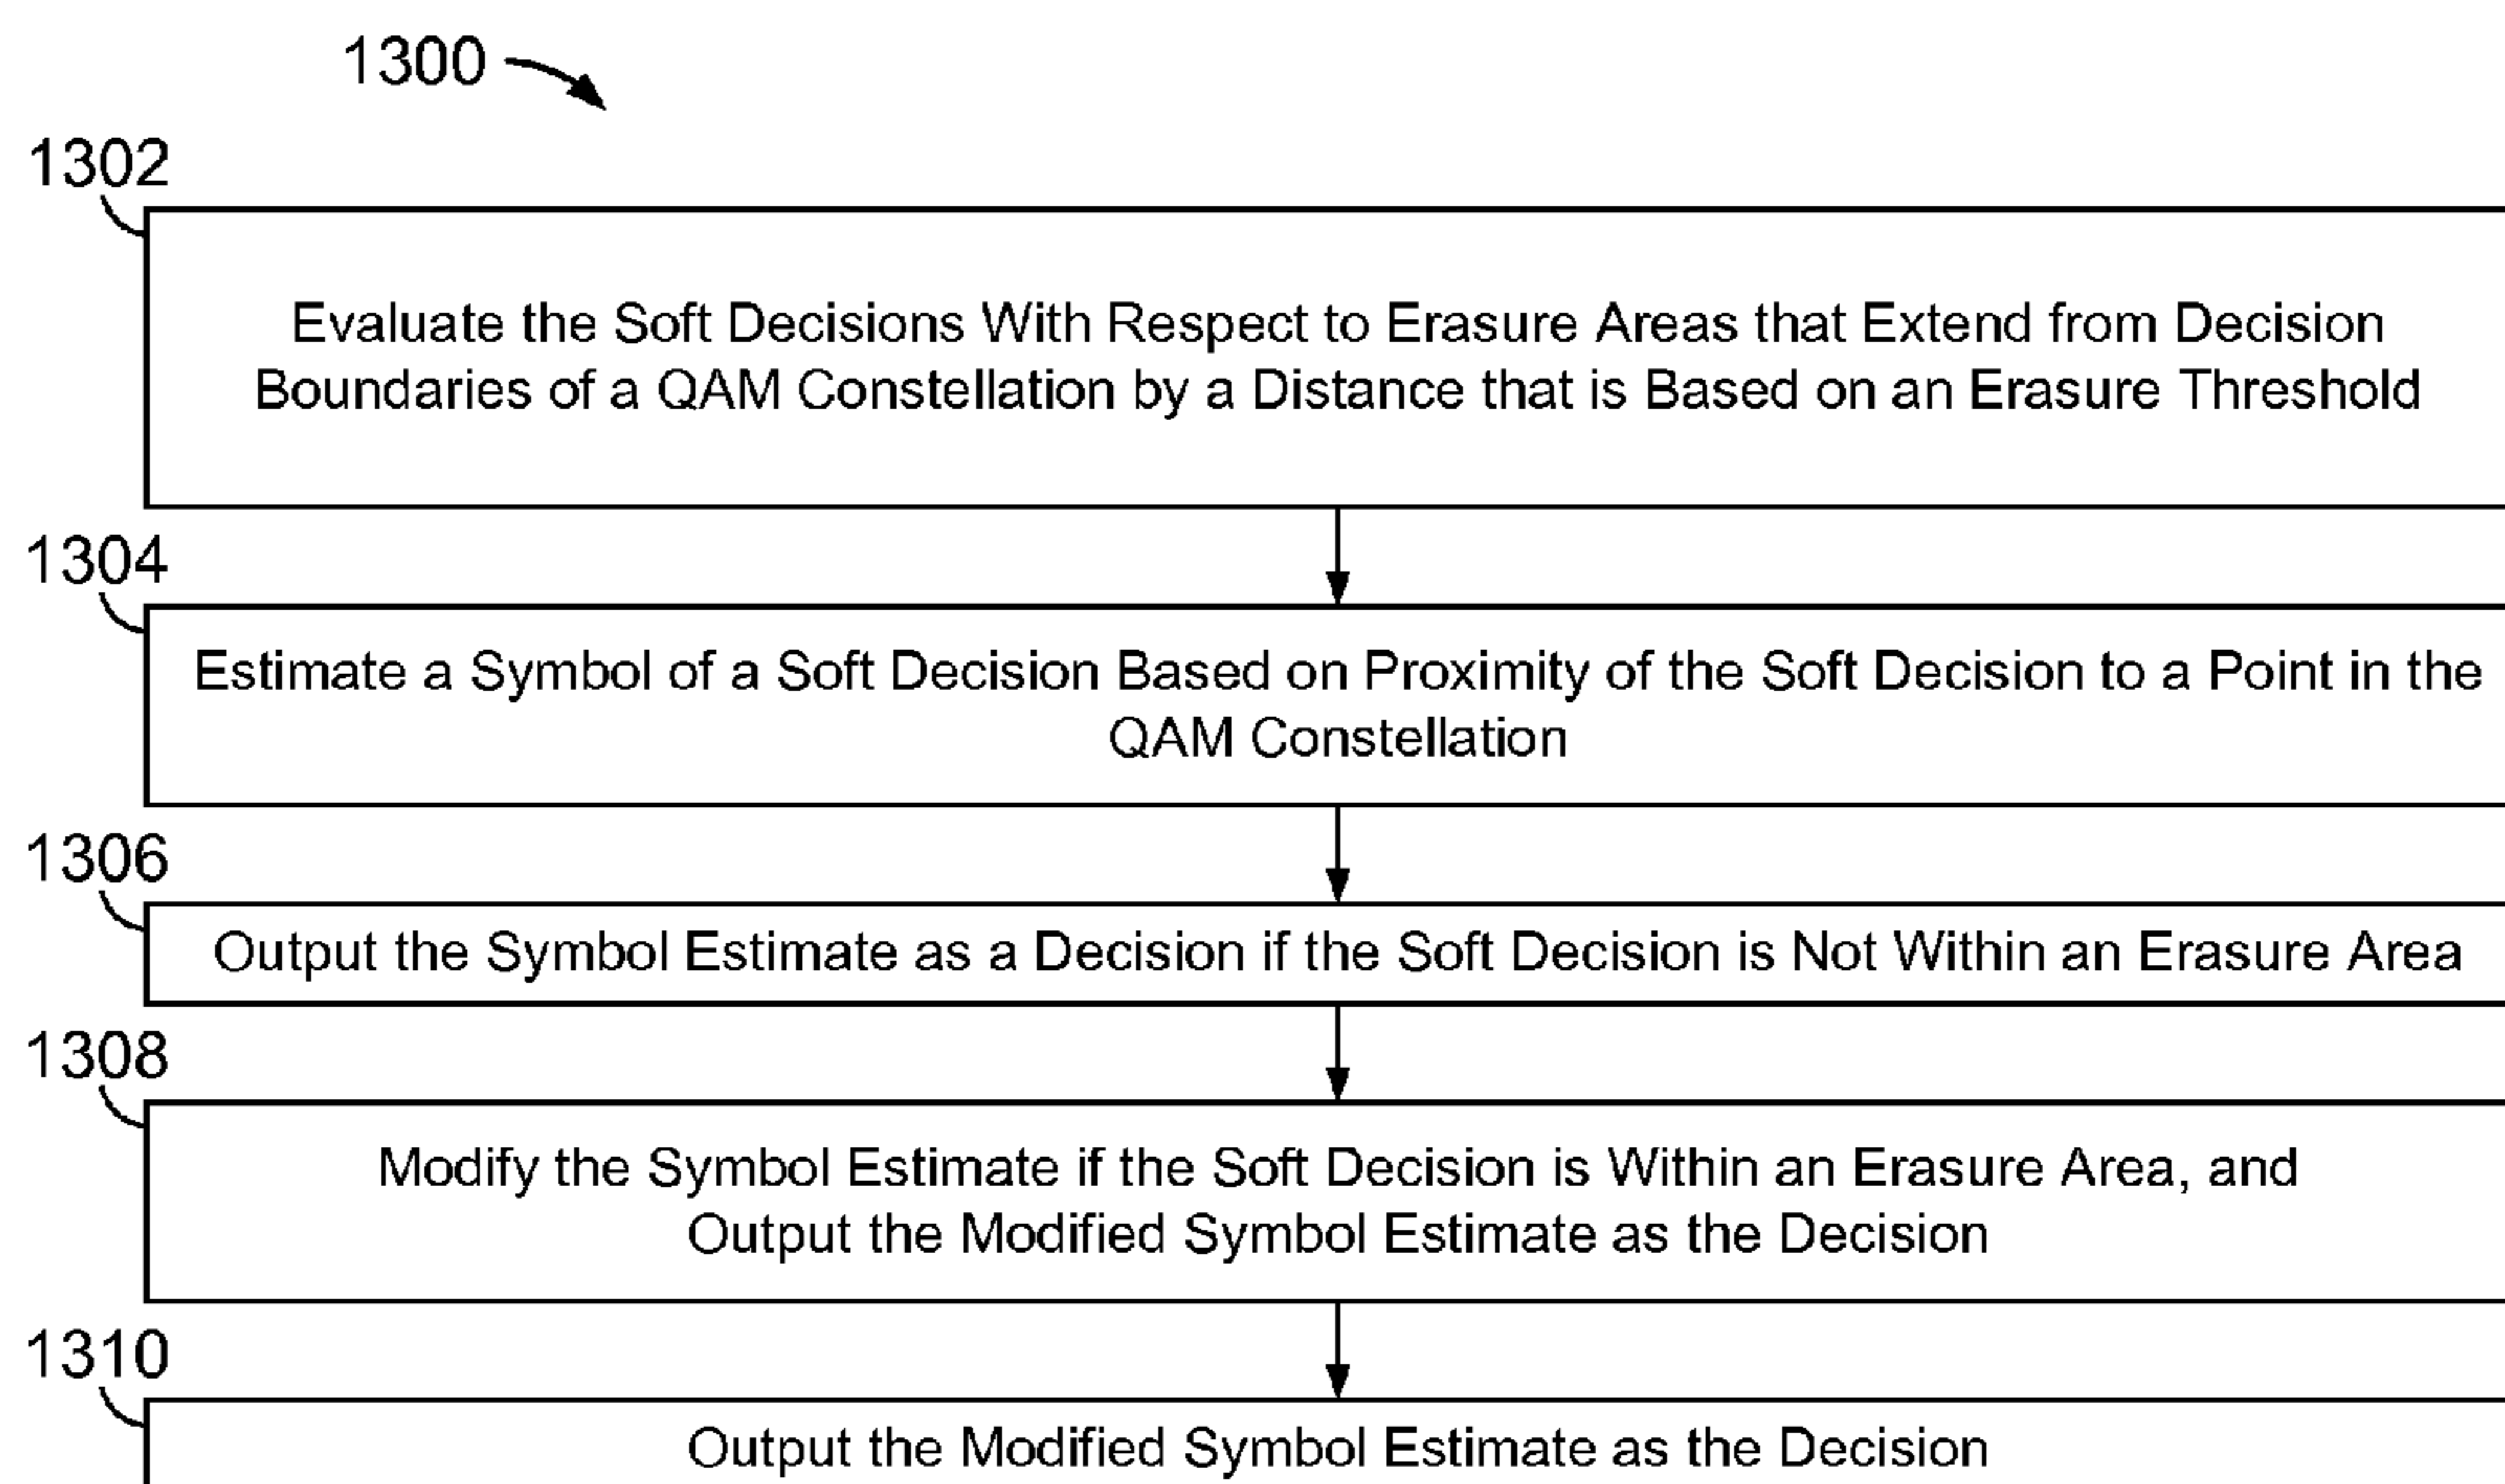 1300
1302
Evaluate the Soft Decisions With Respect to Erasure Areas that Extend from Decision
Boundaries of a QAM Constellation by a Distance that is Based on an Erasure Threshold
1304
Estimate a Symbol of a Soft Decision Based on Proximity of the Soft Decision to a Point in the
QAM Constellation
1306
Output the Symbol Estimate as a Decision if the Soft Decision is Not Within an Erasure Area
1308
Modify the Symbol Estimate if the Soft Decision is Within an Erasure Area, and
Output the Modified Symbol Estimate as the Decision
1310
Output the Modified Symbol Estimate as the Decision